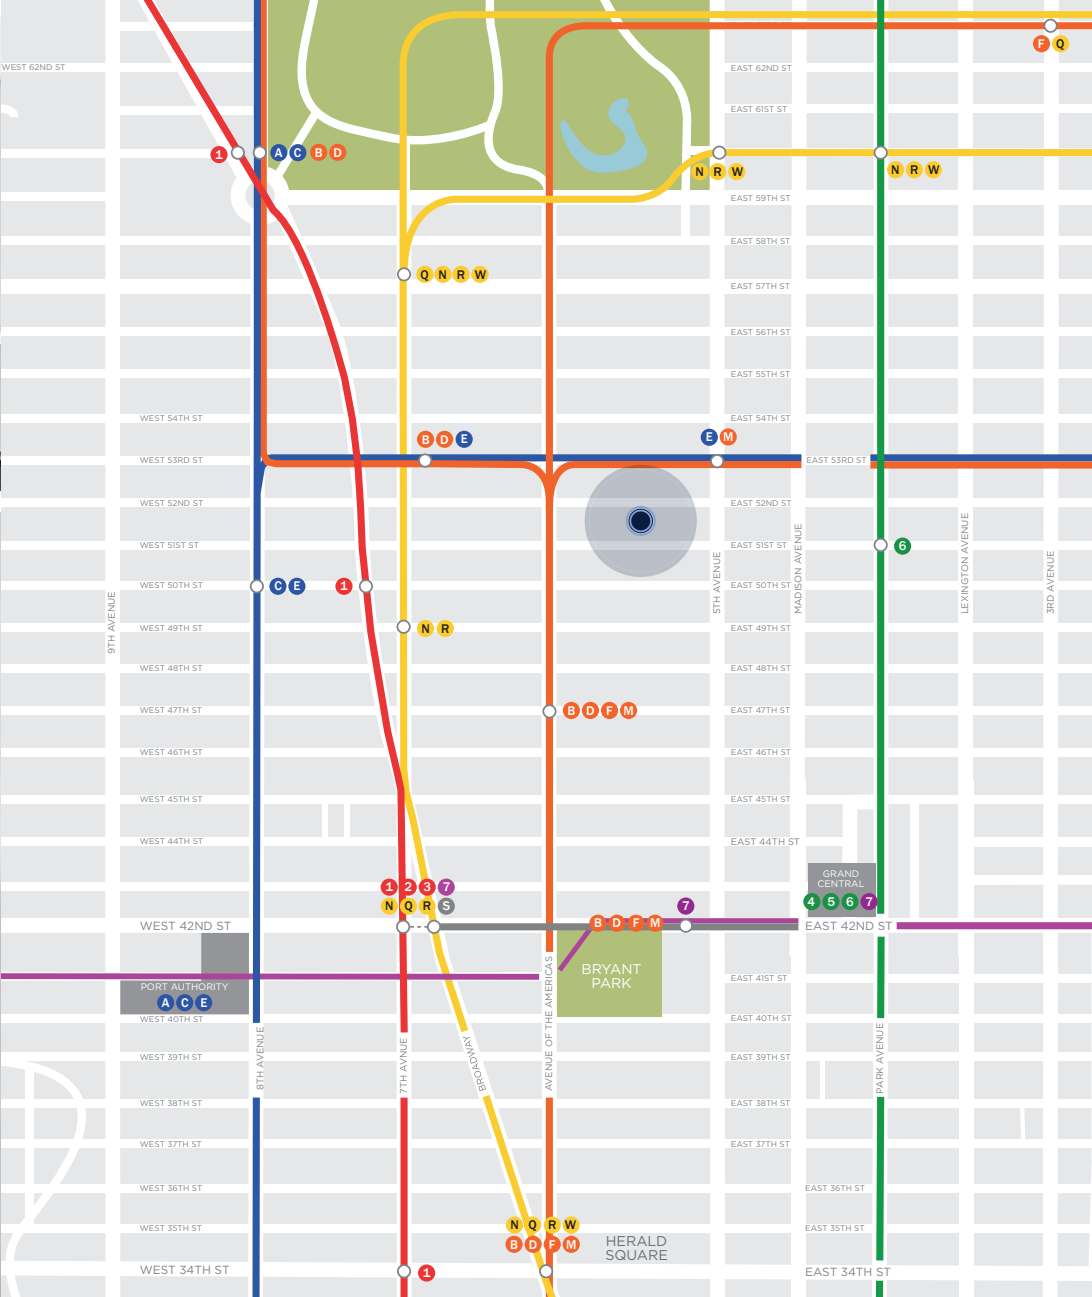 F Q
WEST 62ND ST
EAST 62ND ST
EAST 61ST ST
1
A C B D
N R W
N R W
EAST 59TH ST
EAST 58TH ST
Q N R W
EAST 57TH ST
EAST 56TH ST
EAST 55TH ST
WEST 54TH ST
EAST 54TH ST
B D E
E M
WEST 53RD ST
EAST 53RD ST
WEST 52ND ST
EAST 52ND ST
WEST 51ST ST
EAST 51ST ST
6
WEST 50TH ST
C E
1
EAST 50TH ST
9TH AVENUE
5TH AVENUE
MADISON AVENUE
LEXINGTON AVENUE
3RD AVENUE
WEST 49TH ST
N R
EAST 49TH ST
WEST 48TH ST
EAST 48TH ST
WEST 47TH ST
B D F M
EAST 47TH ST
WEST 46TH ST
EAST 46TH ST
WEST 45TH ST
EAST 45TH ST
WEST 44TH ST
EAST 44TH ST
GRAND
CENTRAL
4 5 6 7
1 2 3 7
N Q R S
7
WEST 42ND ST
B D F M
EAST 42ND ST
BRYANT
PARK
EAST 41ST ST
PORT AUTHORITY
A C E
WEST 40TH ST
EAST 40TH ST
8TH AVENUE
7TH AVNUE
BROADWAY
AVENUE OF THE AMERICAS
PARK AVENUE
WEST 39TH ST
EAST 39TH ST
WEST 38TH ST
EAST 38TH ST
WEST 37TH ST
EAST 37TH ST
WEST 36TH ST
EAST 36TH ST
WEST 35TH ST
EAST 35TH ST
N Q R W
B D F M
HERALD
SQUARE
WEST 34TH ST
1
EAST 34TH ST